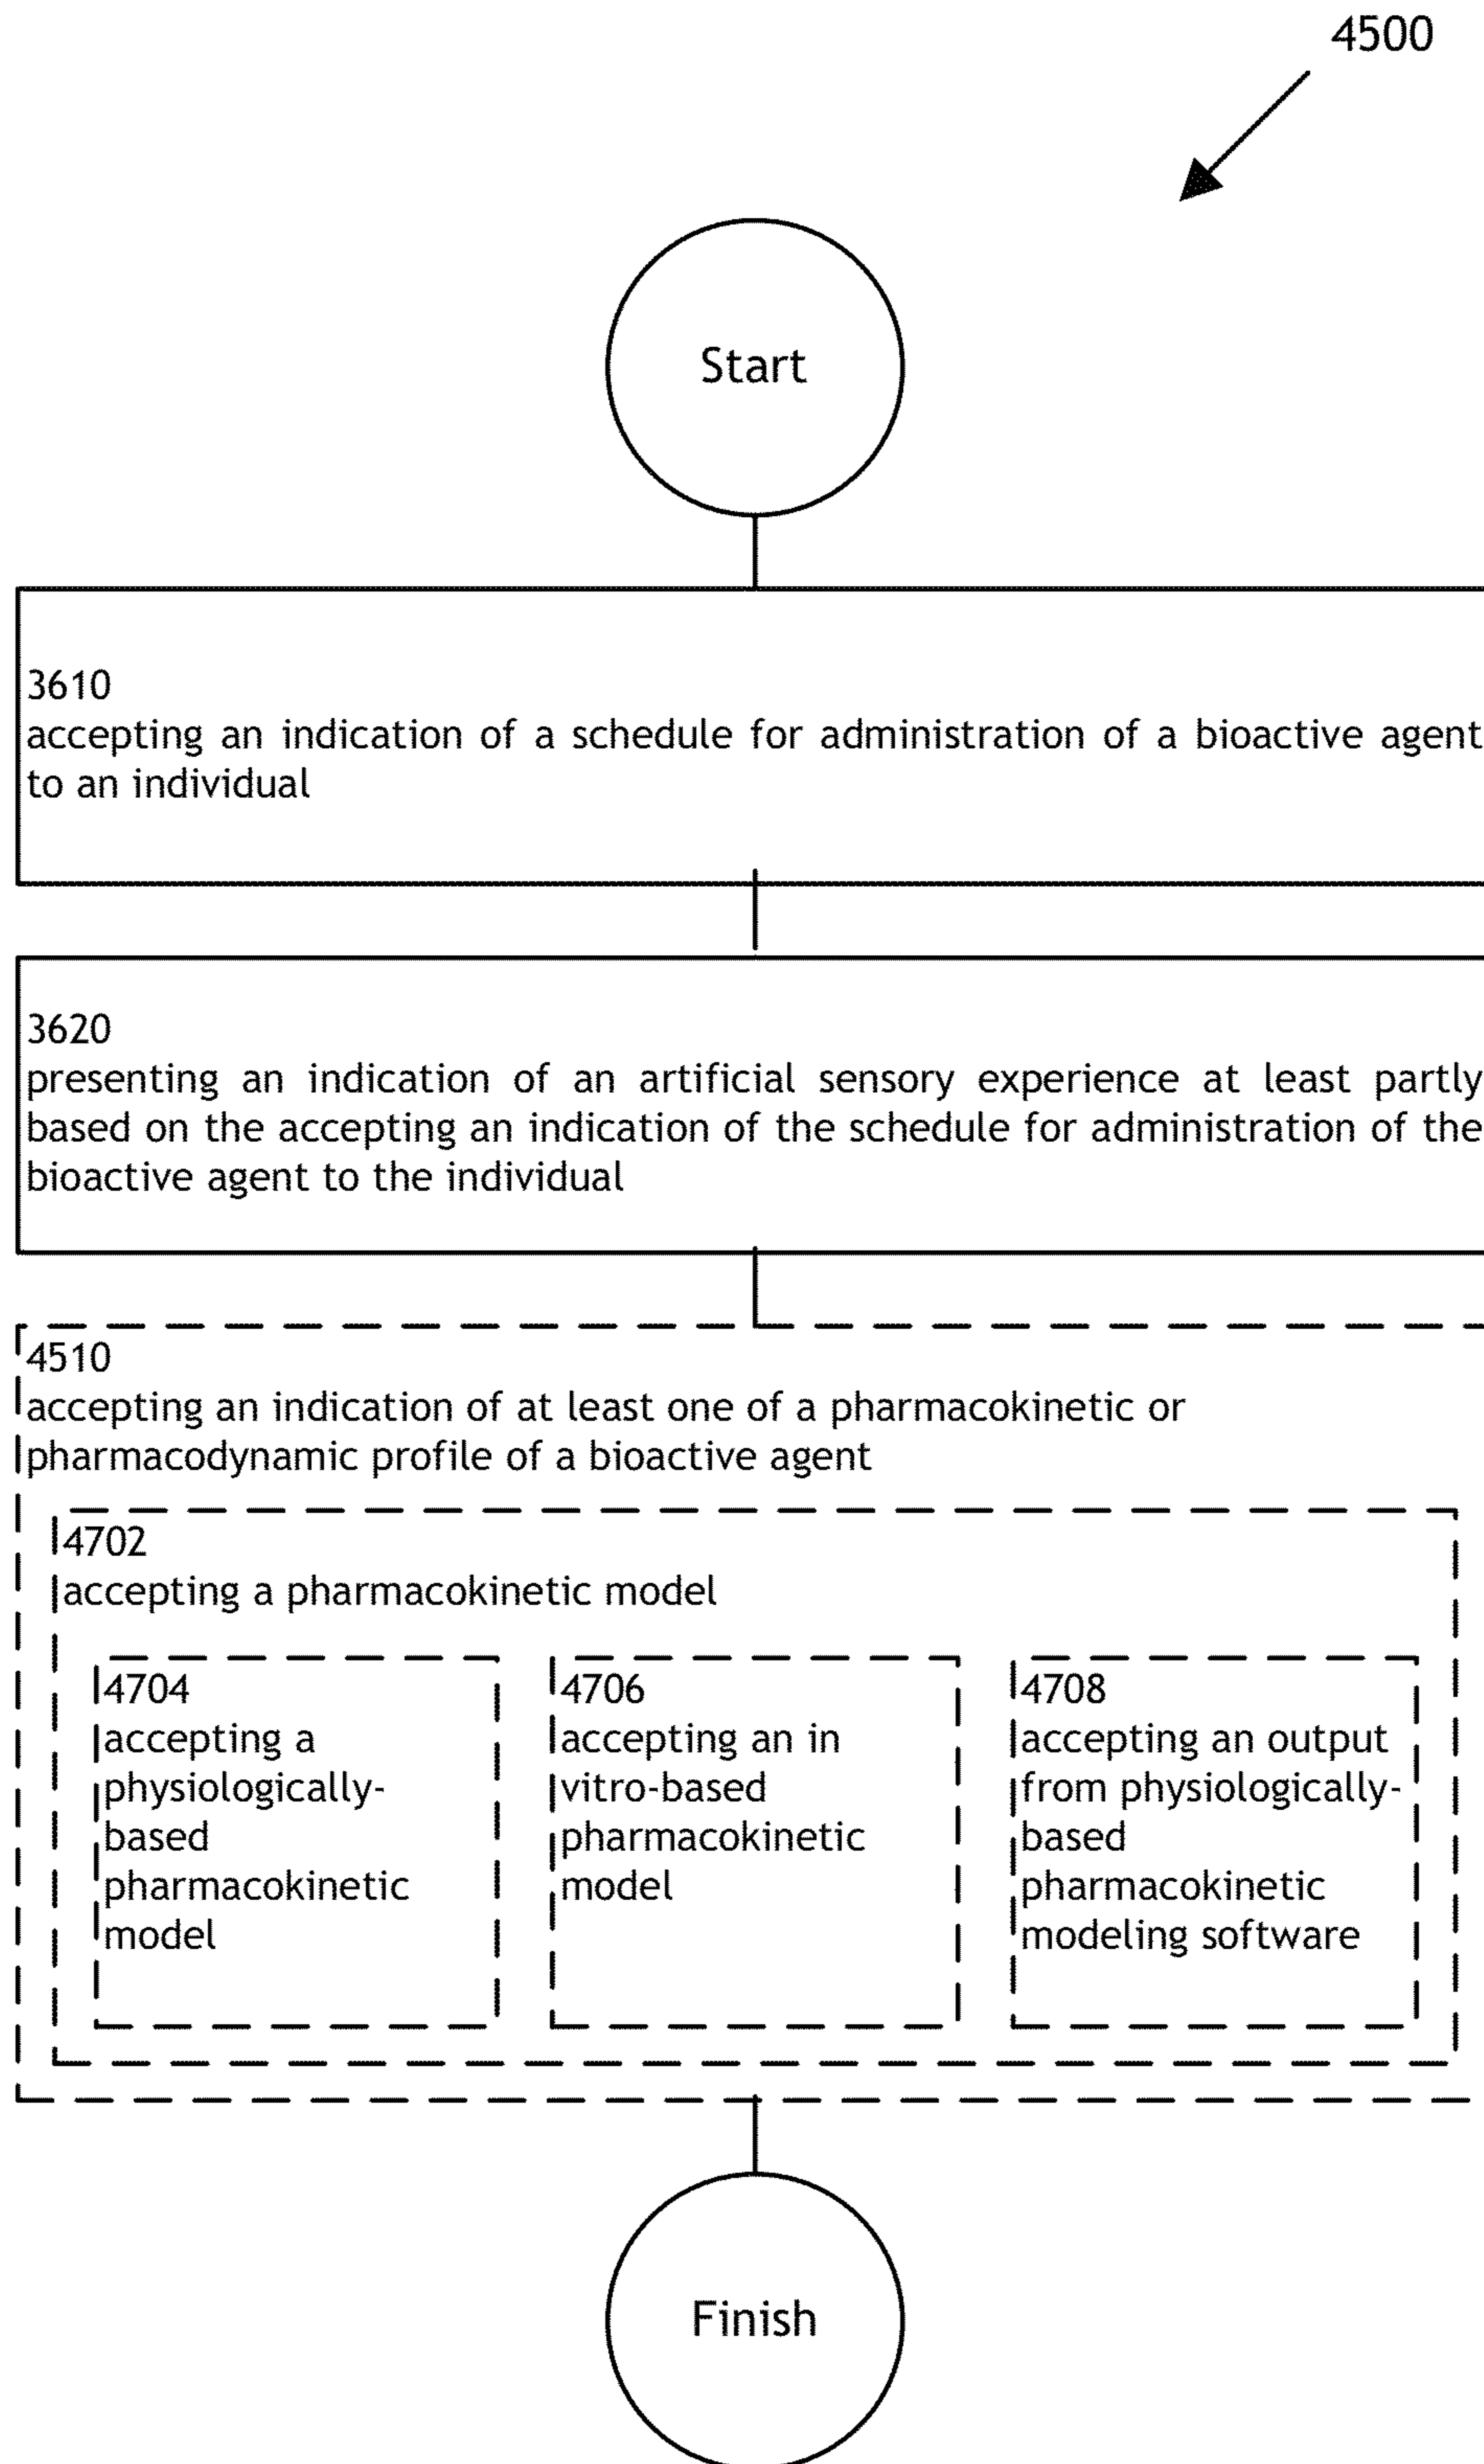 4500
Start
3610
accepting an indication of a schedule for administration of a bioactive agent
to an individual
3620
presenting an indication of an artificial sensory experience at least partly
based on the accepting an indication of the schedule for administration of the
bioactive agent to the individual
4510
accepting an indication of at least one of a pharmacokinetic or
pharmacodynamic profile of a bioactive agent
4702
accepting a pharmacokinetic model
4704
accepting a
physiologically-
based
pharmacokinetic
model
4706
accepting an in
vitro-based
pharmacokinetic
model
4708
accepting an output
from physiologically-
based
pharmacokinetic
modeling software
Finish